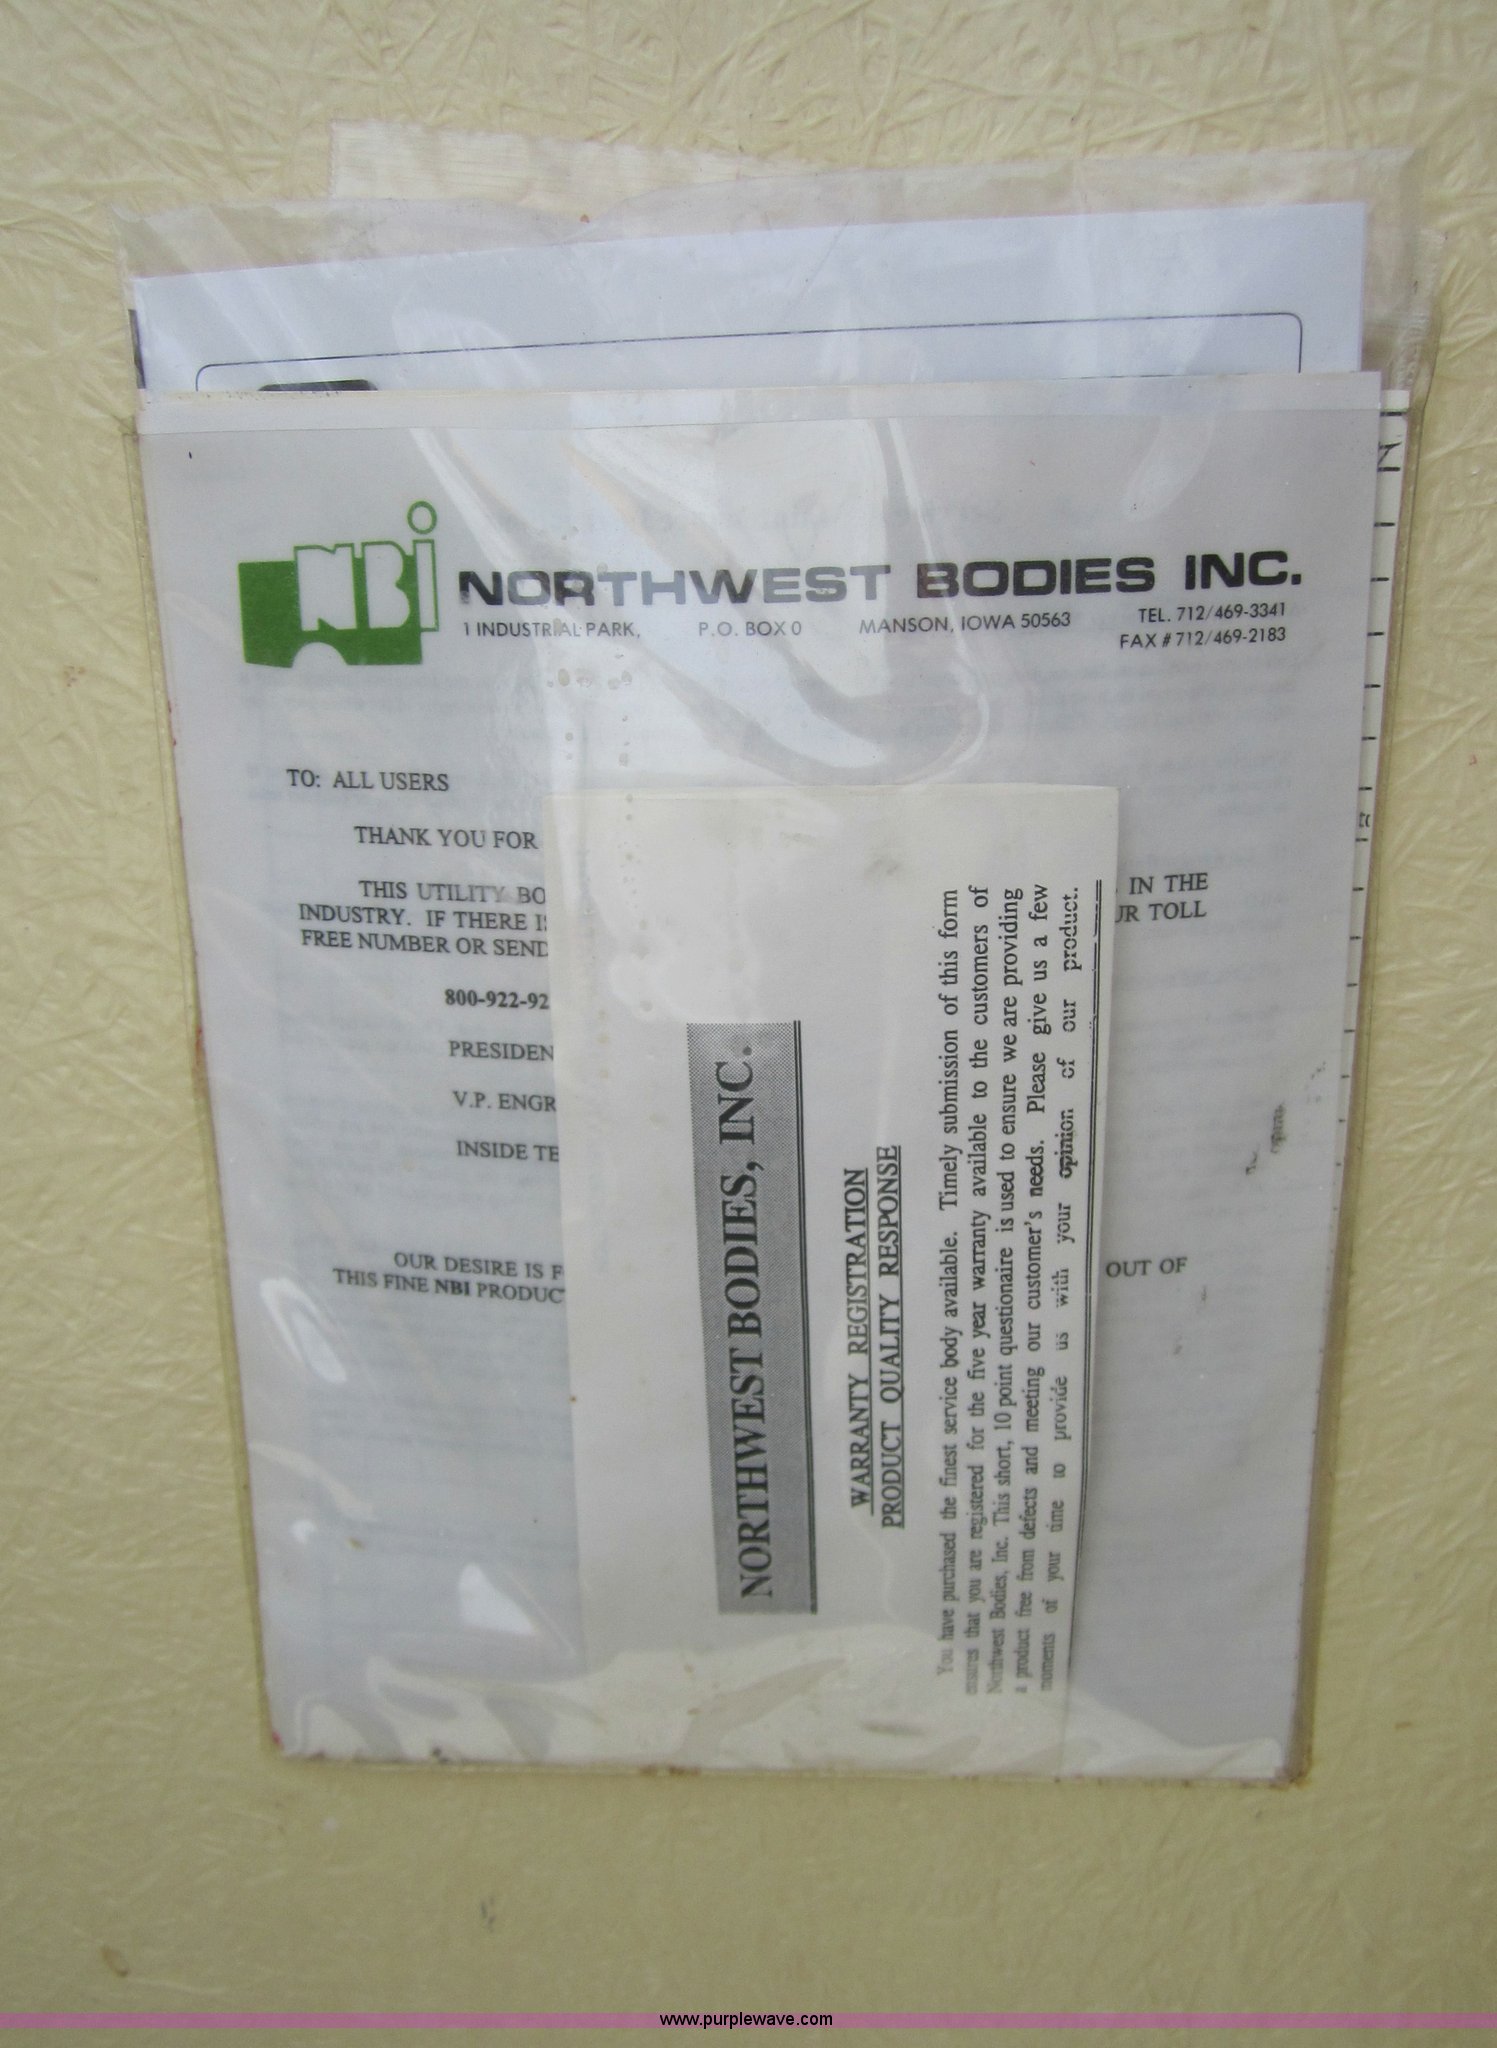 NBi
NORTHWEST BODIES INC.
1 INDUSTRIAL PARK, P.O. BOX 0 MANSON, IOWA 50563 TEL. 712/469-3341
FAX # 712/469-2183
TO: ALL USERS
THANK YOU FOR
THIS UTILITY BO IN THE
INDUSTRY. IF THERE IS UR TOLL
FREE NUMBER OR SEND
800-922-92
PRESIDEN
V.P. ENGR
INSIDE TE
OUR DESIRE IS F OUT OF
THIS FINE NBI PRODUC
NORTHWEST BODIES, INC.
WARRANTY REGISTRATION
PRODUCT QUALITY RESPONSE
You have purchased the finest service body available. Timely submission of this form
ensures that you are registered for the five year warranty available to the customers of
Northwest Bodies, Inc. This short, 10 point questionaire is used to ensure we are providing
a product free from defects and meeting our customer's needs. Please give us a few
moments of your time to provide us with your opinion of our product.
www.purplewave.com